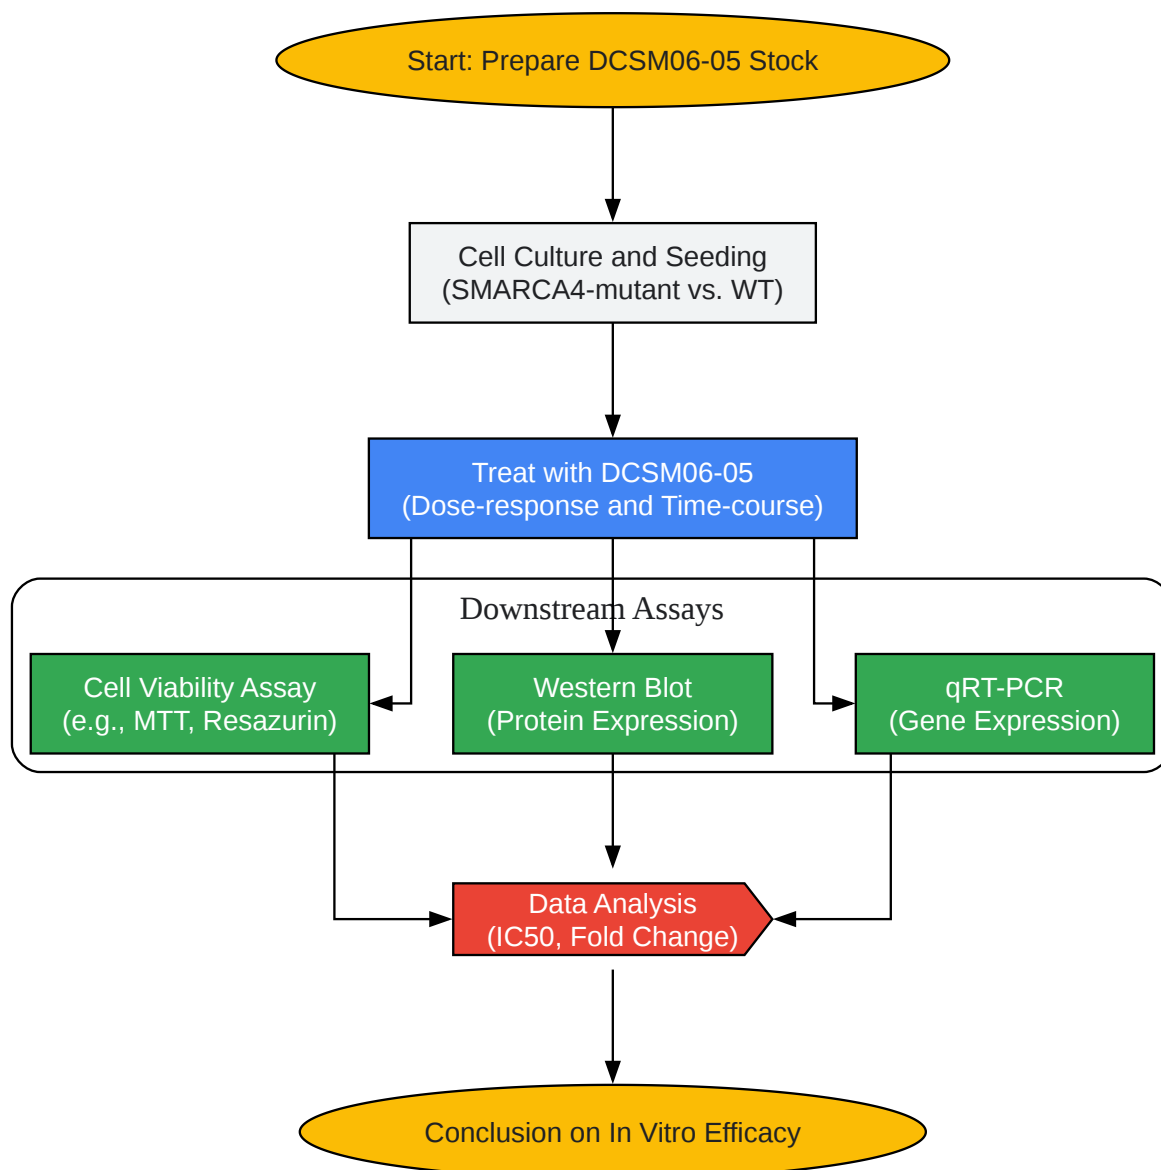 Start: Prepare DCSM06-05 Stock
Cell Culture and Seeding
(SMARCA4-mutant vs. WT)
Treat with DCSM06-05
(Dose-response and Time-course)
Downstream Assays
Cell Viability Assay
(e.g., MTT, Resazurin)
Western Blot
(Protein Expression)
qRT-PCR
(Gene Expression)
Data Analysis
(IC50, Fold Change)
Conclusion on In Vitro Efficacy